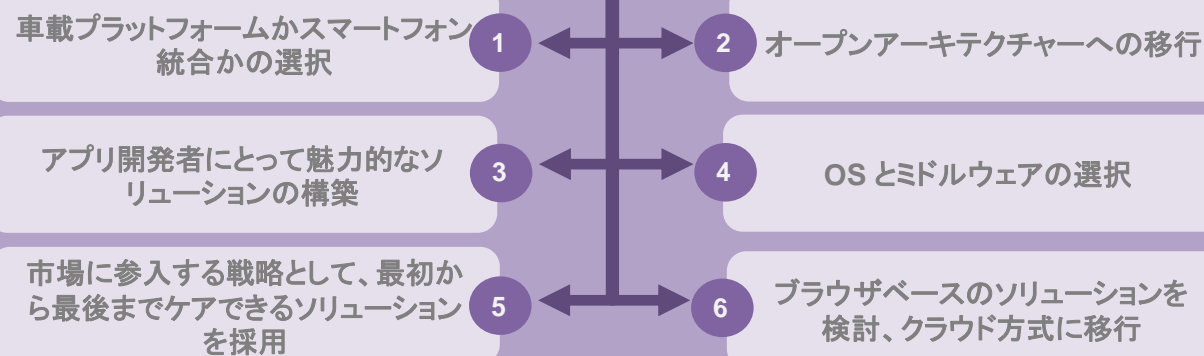 車載プラットフォームかスマートフォン
統合かの選択
1
2
オープンアーキテクチャーへの移行
アプリ開発者にとって魅力的なソ
リューションの構築
3
4
OS とミドルウェアの選択
市場に参入する戦略として、最初か
ら最後までケアできるソリューション
を採用
5
6
ブラウザベースのソリューションを
検討、クラウド方式に移行